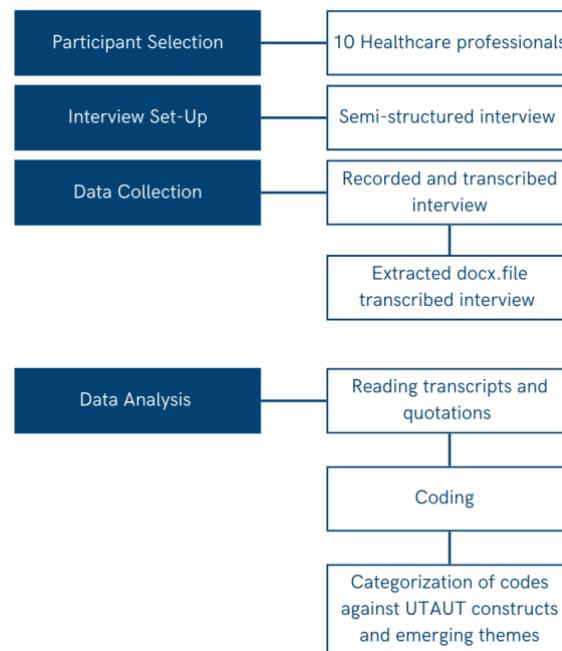 Participant Selection
10 Healthcare professionals
Interview Set-Up
Semi-structured interview
Data Collection
Recorded and transcribed
interview
Extracted docx.file
transcribed interview
Data Analysis
Reading transcripts and
quotations
Coding
Categorization of codes
against UTAUT constructs
and emerging themes